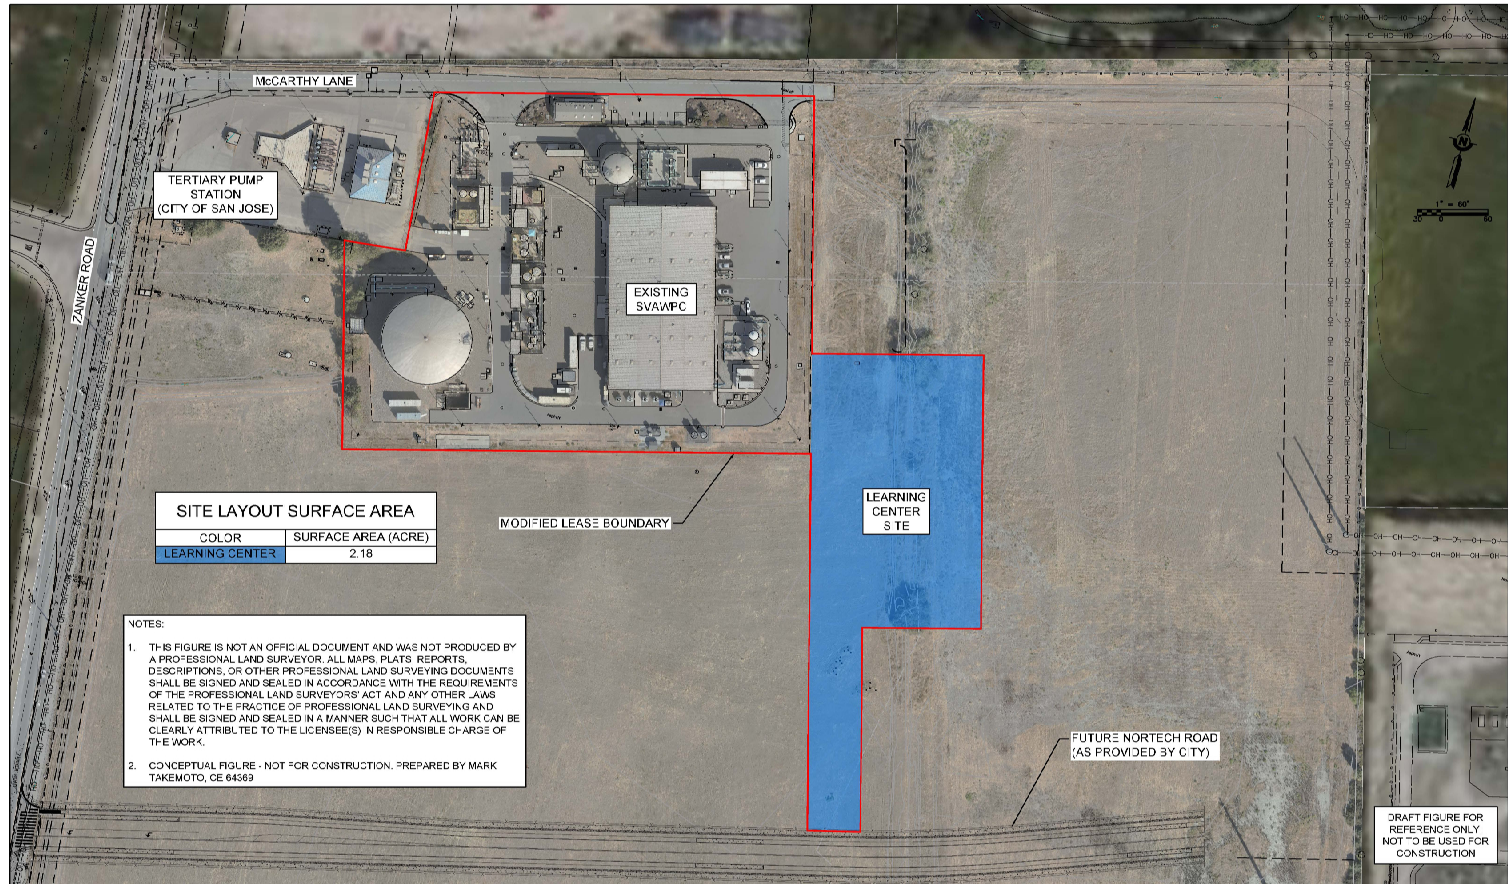 McCARTHY LANE
TERTIARY PUMP
STATION
(CITY OF SAN JOSE)
ZANKER ROAD
EXISTING
SVAWPC
N
1" = 60'
LEARNING
CENTER
S TE
MODIFIED LEASE BOUNDARY
SITE LAYOUT SURFACE AREA
COLOR SURFACE AREA (ACRE)
LEARNING CENTER 2.18
NOTES:
1. THIS FIGURE IS NOT AN OFFICIAL DOCUMENT AND WAS NOT PRODUCED BY
A PROFESSIONAL LAND SURVEYOR. ALL MAPS, PLATS, REPORTS,
DESCRIPTIONS, OR OTHER PROFESSIONAL LAND SURVEYING DOCUMENTS
SHALL BE SIGNED AND SEALED IN ACCORDANCE WITH THE REQUIREMENTS
OF THE PROFESSIONAL LAND SURVEYORS' ACT AND ANY OTHER LAWS
RELATED TO THE PRACTICE OF PROFESSIONAL LAND SURVEYING AND
SHALL BE SIGNED AND SEALED IN A MANNER SUCH THAT ALL WORK CAN BE
CLEARLY ATTRIBUTED TO THE LICENSEE(S) IN RESPONSIBLE CHARGE OF
THE WORK.
2. CONCEPTUAL FIGURE - NOT FOR CONSTRUCTION. PREPARED BY MARK
TAKEMOTO, CE 64369
FUTURE NORTECH ROAD
(AS PROVIDED BY CITY)
DRAFT FIGURE FOR
REFERENCE ONLY
NOT TO BE USED FOR
CONSTRUCTION